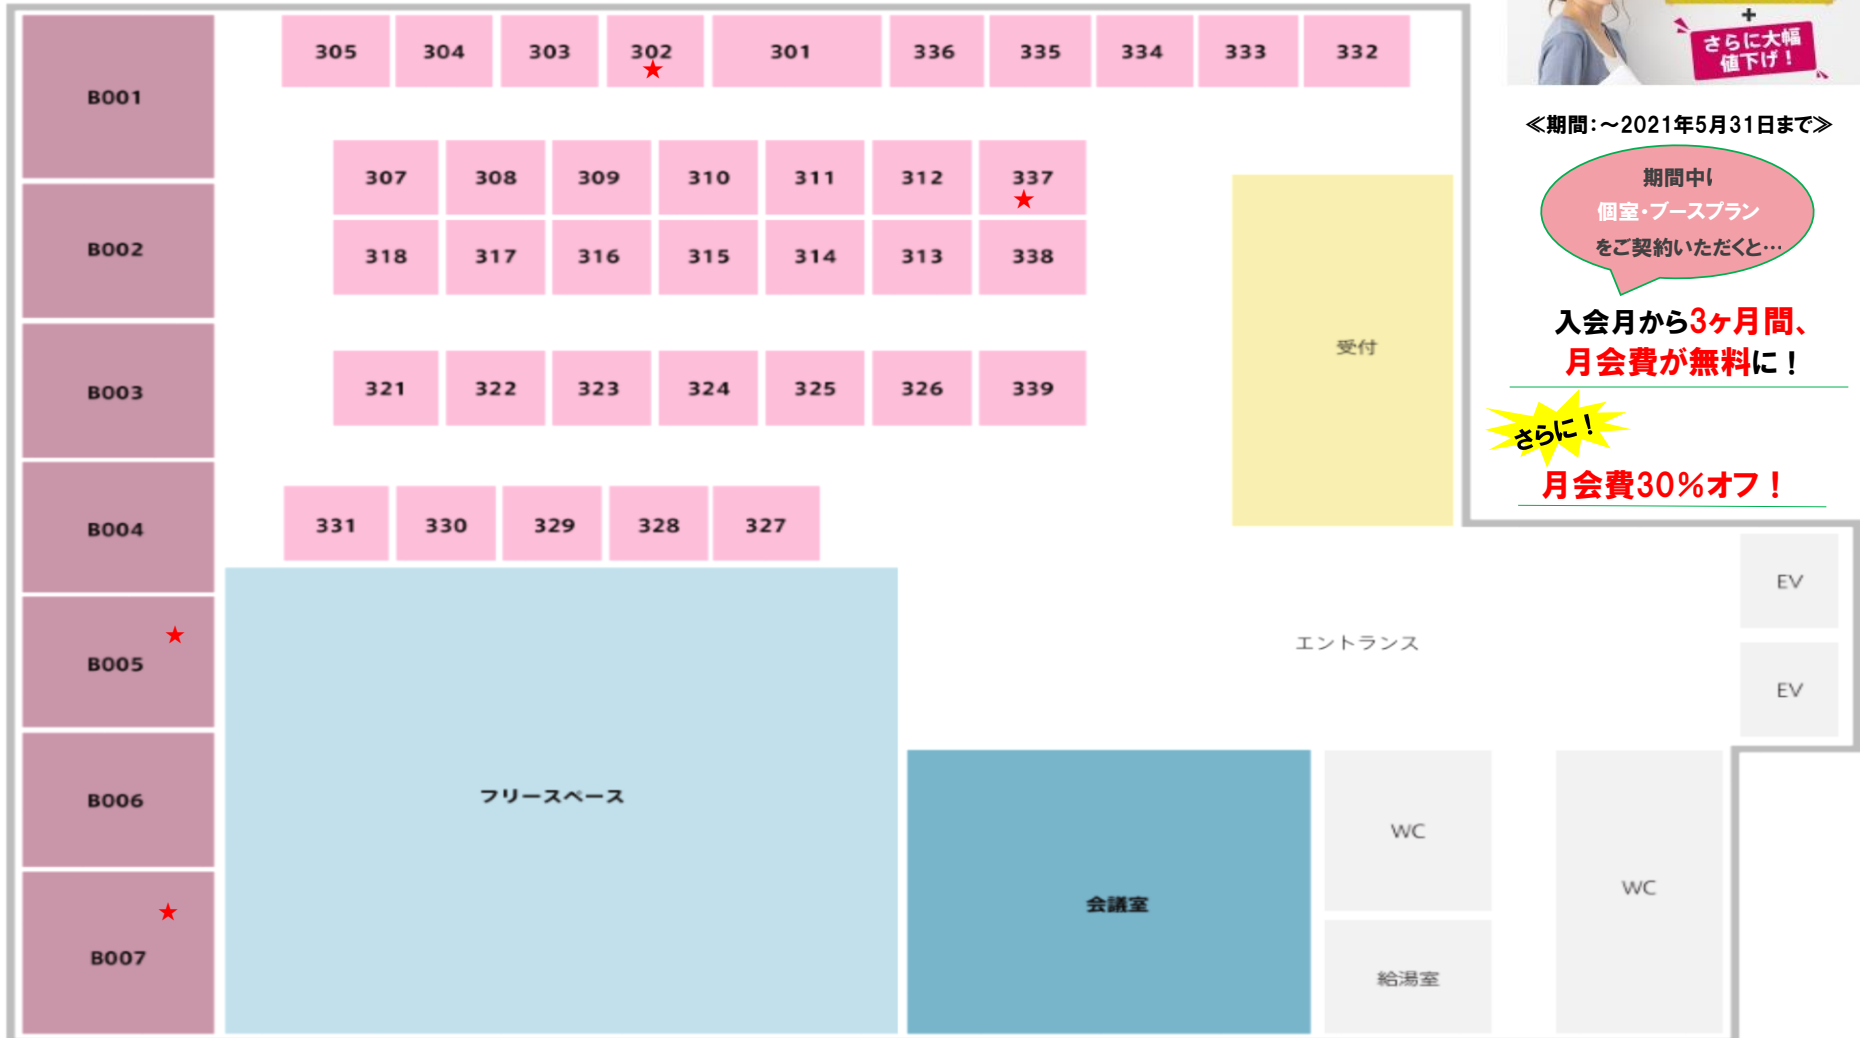 305 304 303 302 301 336 335 334 333 332
B001
307 308 309 310 311 312 337
B002
318 317 316 315 314 313 338
受付
B003
321 322 323 324 325 326 339
B004
331 330 329 328 327
B005
エントランス
EV
EV
B006
フリースペース
WC
WC
会議室
B007
給湯室
+
さらに大幅
値下げ！
≪期間：～2021年5月31日まで≫
期間中に
個室・ブースプラン
をご契約いただくと…
入会月から3ヶ月間、
月会費が無料に！
さらに！
月会費30%オフ！